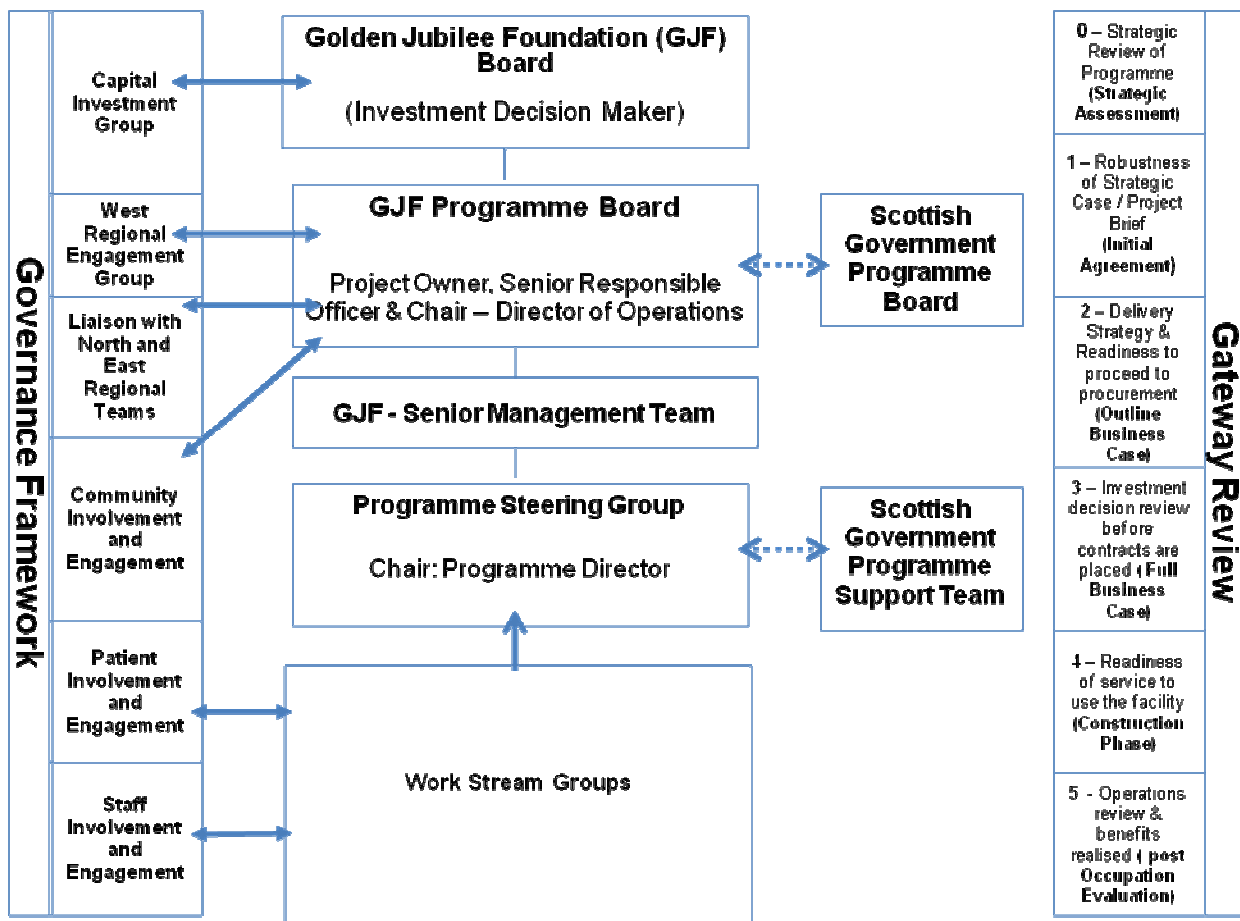 Governance Framework
Capital
Investment
Group
West
Regional
Engagement
Group
Liaison with
North and
East
Regional
Teams
Community
Involvement
and
Engagement
Patient
Involvement
and
Engagement
Staff
Involvement
and
Engagement
Golden Jubilee Foundation (GJF)
Board
(Investment Decision Maker)
GJF Programme Board
Project Owner, Senior Responsible
Officer & Chair – Director of Operations
GJF - Senior Management Team
Programme Steering Group
Chair: Programme Director
Work Stream Groups
Scottish
Government
Programme
Board
Scottish
Government
Programme
Support Team
0 – Strategic
Review of
Programme
(Strategic
Assessment)
1 – Robustness
of Strategic
Case / Project
Brief
(Initial
Agreement)
2 – Delivery
Strategy &
Readiness to
proceed to
procurement
(Outline
Business
Case)
3 – Investment
decision review
before
contracts are
placed ( Full
Business
Case)
4 – Readiness
of service to
use the facility
(Construction
Phase)
5 - Operations
review &
benefits
realised ( post
Occupation
Evaluation)
Gateway Review